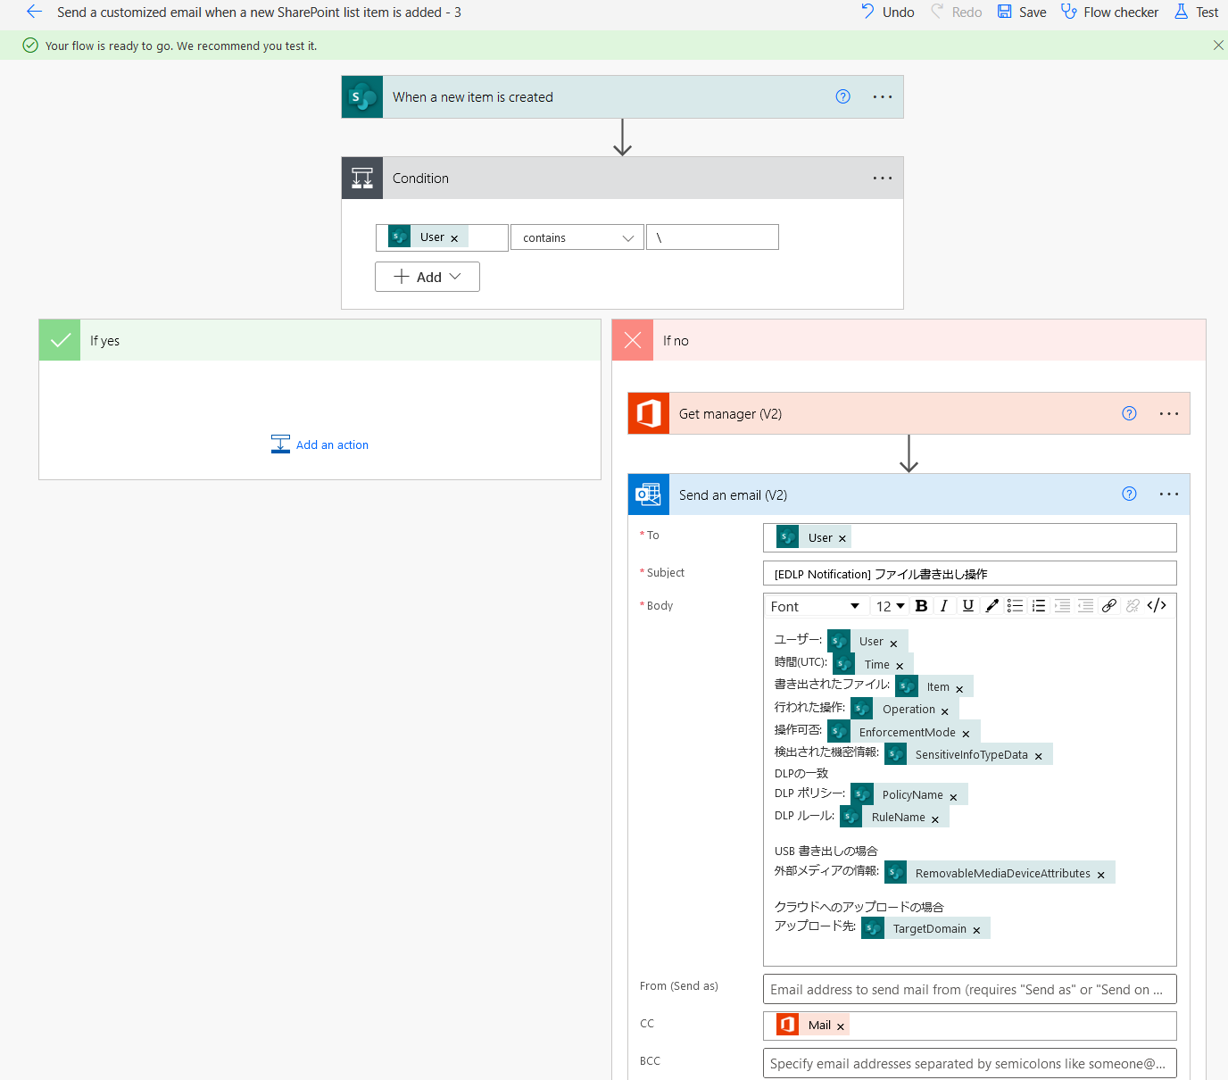 Send a customized email when a new SharePoint list item is added - 3
Undo Redo Save Flow checker Test
Your flow is ready to go. We recommend you test it.
When a new item is created
Condition
User contains \
Add
If yes
Add an action
If no
Get manager (V2)
Send an email (V2)
* To User
* Subject [EDLP Notification] ファイル書き出し操作
* Body Font 12 B I U </>
ユーザー: User
時間(UTC): Time
書き出されたファイル: Item
行われた操作: Operation
操作可否: EnforcementMode
検出された機密情報: SensitiveInfoTypeData
DLPの一致
DLP ポリシー: PolicyName
DLP ルール: RuleName
USB 書き出しの場合
外部メディアの情報: RemovableMediaDeviceAttributes
クラウドへのアップロードの場合
アップロード先: TargetDomain
From (Send as) Email address to send mail from (requires "Send as" or "Send on ...
CC Mail
BCC Specify email addresses separated by semicolons like someone@...